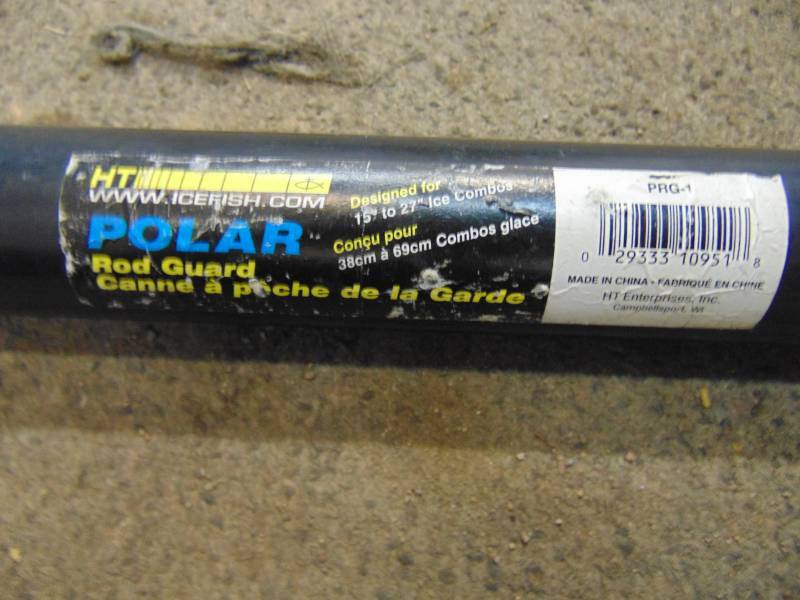 HT
WWW.ICEFISH.COM
POLAR
Rod Guard
Canne à pêche de la Garde
Designed for
15" to 27" Ice Combos
Conçu pour
38cm à 69cm Combos glace
PRG-1
0 29333 10951 8
MADE IN CHINA - FABRIQUÉ EN CHINE
HT Enterprises, Inc.
Campbellsport, WI